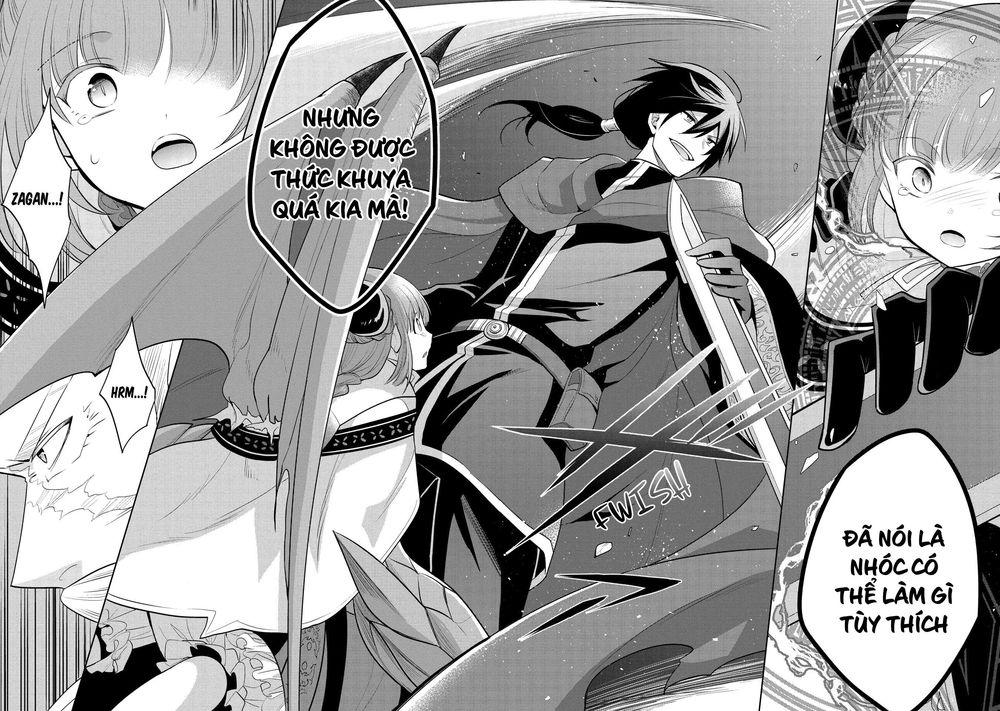 ĐÃ NÓI LÀ
NHÓC CÓ
THỂ LÀM GÌ
TÙY THÍCH
NHƯNG
KHÔNG ĐƯỢC
THỨC KHUYA
QUÁ KIA MÀ!
FWISH
ZAGAN...!
HRM...!